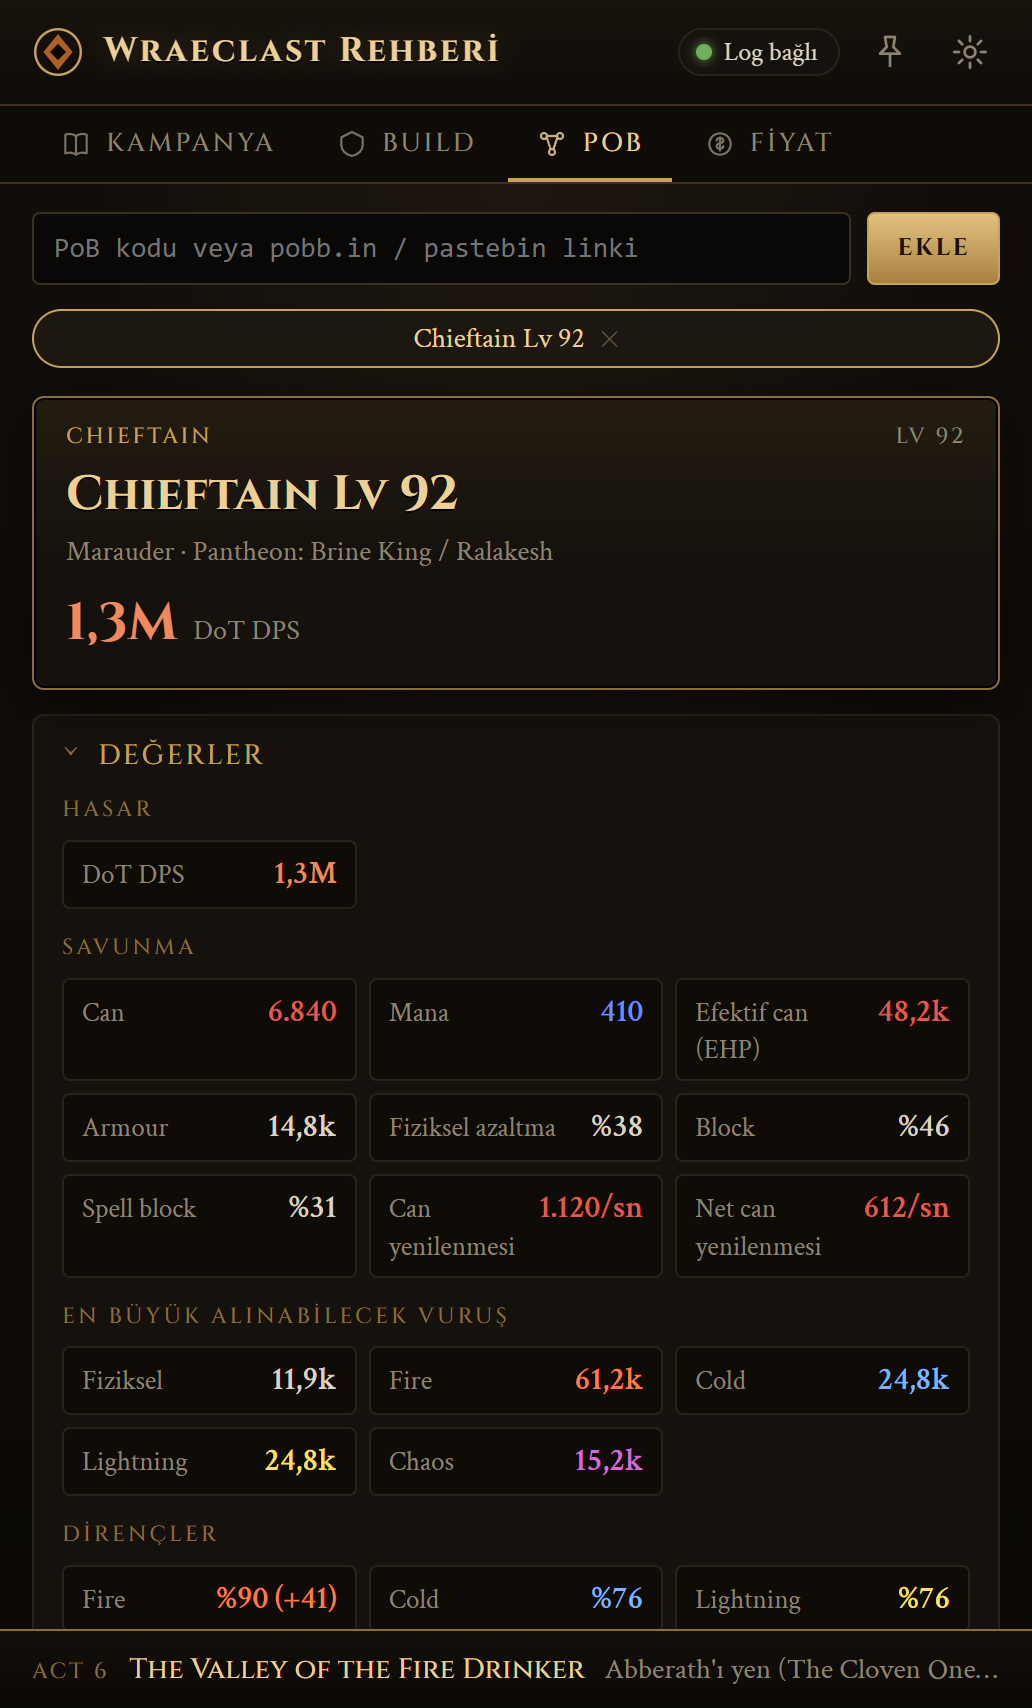 Wraeclast Rehberi
Log bağlı
KAMPANYA
BUILD
POB
FİYAT
PoB kodu veya pobb.in / pastebin linki
EKLE
Chieftain Lv 92
CHIEFTAIN
LV 92
Chieftain Lv 92
Marauder · Pantheon: Brine King / Ralakesh
1,3M DoT DPS
DEĞERLER
HASAR
DoT DPS 1,3M
SAVUNMA
Can 6.840
Mana 410
Efektif can (EHP) 48,2k
Armour 14,8k
Fiziksel azaltma %38
Block %46
Spell block %31
Can yenilenmesi 1.120/sn
Net can yenilenmesi 612/sn
EN BÜYÜK ALINABİLECEK VURUŞ
Fiziksel 11,9k
Fire 61,2k
Cold 24,8k
Lightning 24,8k
Chaos 15,2k
DİRENÇLER
Fire %90 (+41)
Cold %76
Lightning %76
ACT 6 The Valley of the Fire Drinker Abberath'ı yen (The Cloven One...